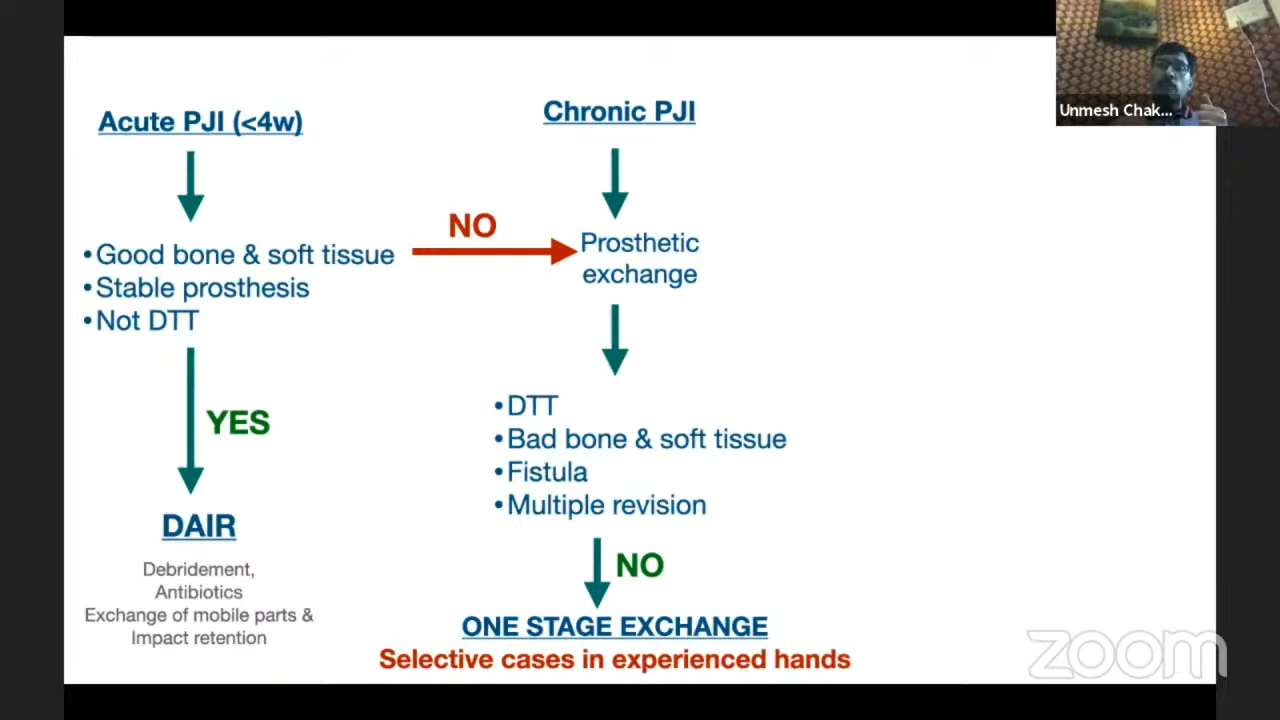 Acute PJI (<4w)
•Good bone & soft tissue
•Stable prosthesis
•Not DTT
YES
DAIR
Debridement,
Antibiotics
Exchange of mobile parts &
Impact retention
NO
Chronic PJI
Prosthetic
exchange
•DTT
•Bad bone & soft tissue
•Fistula
•Multiple revision
NO
ONE STAGE EXCHANGE
Selective cases in experienced hands
Unmesh Chak...
zoom